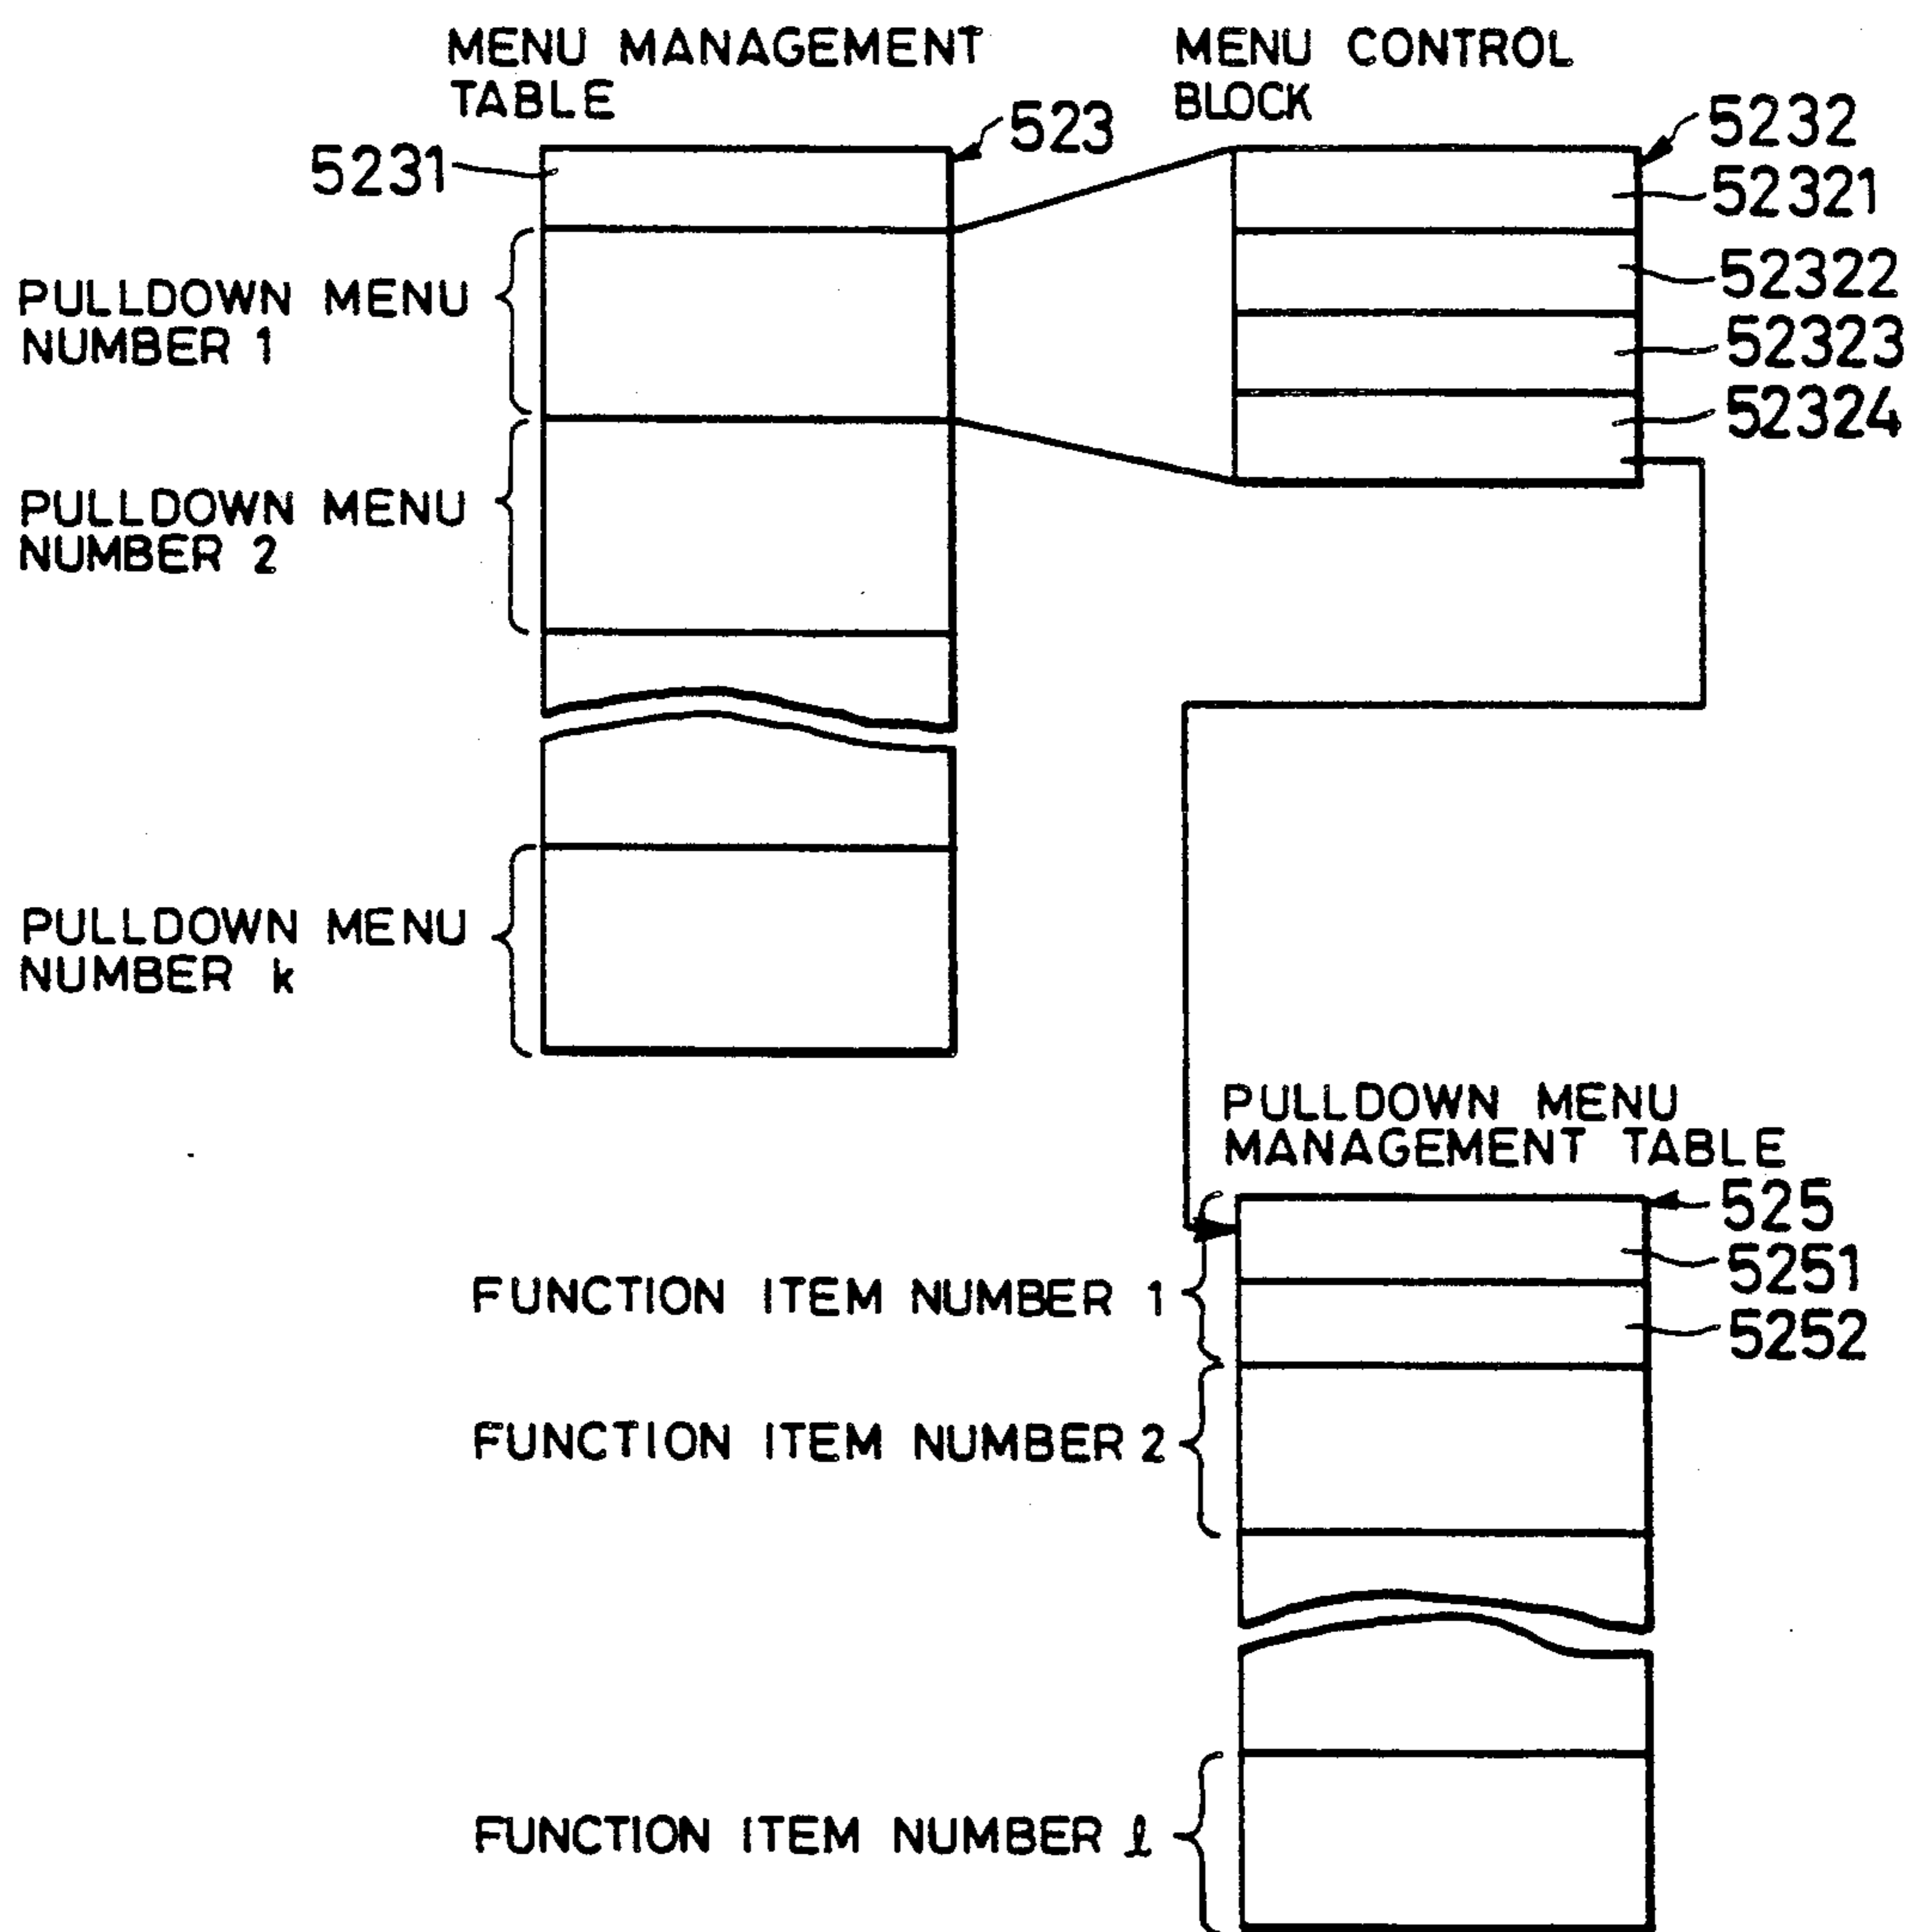 MENU MANAGEMENT
TABLE
523
5231
PULLDOWN MENU
NUMBER 1
PULLDOWN MENU
NUMBER 2
PULLDOWN MENU
NUMBER k
MENU CONTROL
BLOCK
5232
52321
52322
52323
52324
PULLDOWN MENU
MANAGEMENT TABLE
525
5251
5252
FUNCTION ITEM NUMBER 1
FUNCTION ITEM NUMBER 2
FUNCTION ITEM NUMBER l